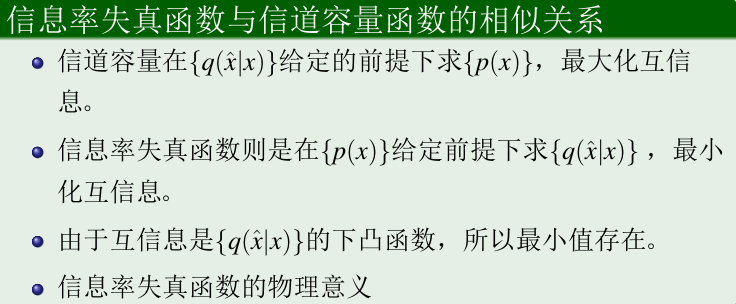 信息率失真函数与信道容量函数的相似关系
信道容量在{q(x̂|x)}给定的前提下求{p(x)}，最大化互信
息。
信息率失真函数则是在{p(x)}给定前提下求{q(x̂|x)}，最小
化互信息。
由于互信息是{q(x̂|x)}的下凸函数，所以最小值存在。
信息率失真函数的物理意义